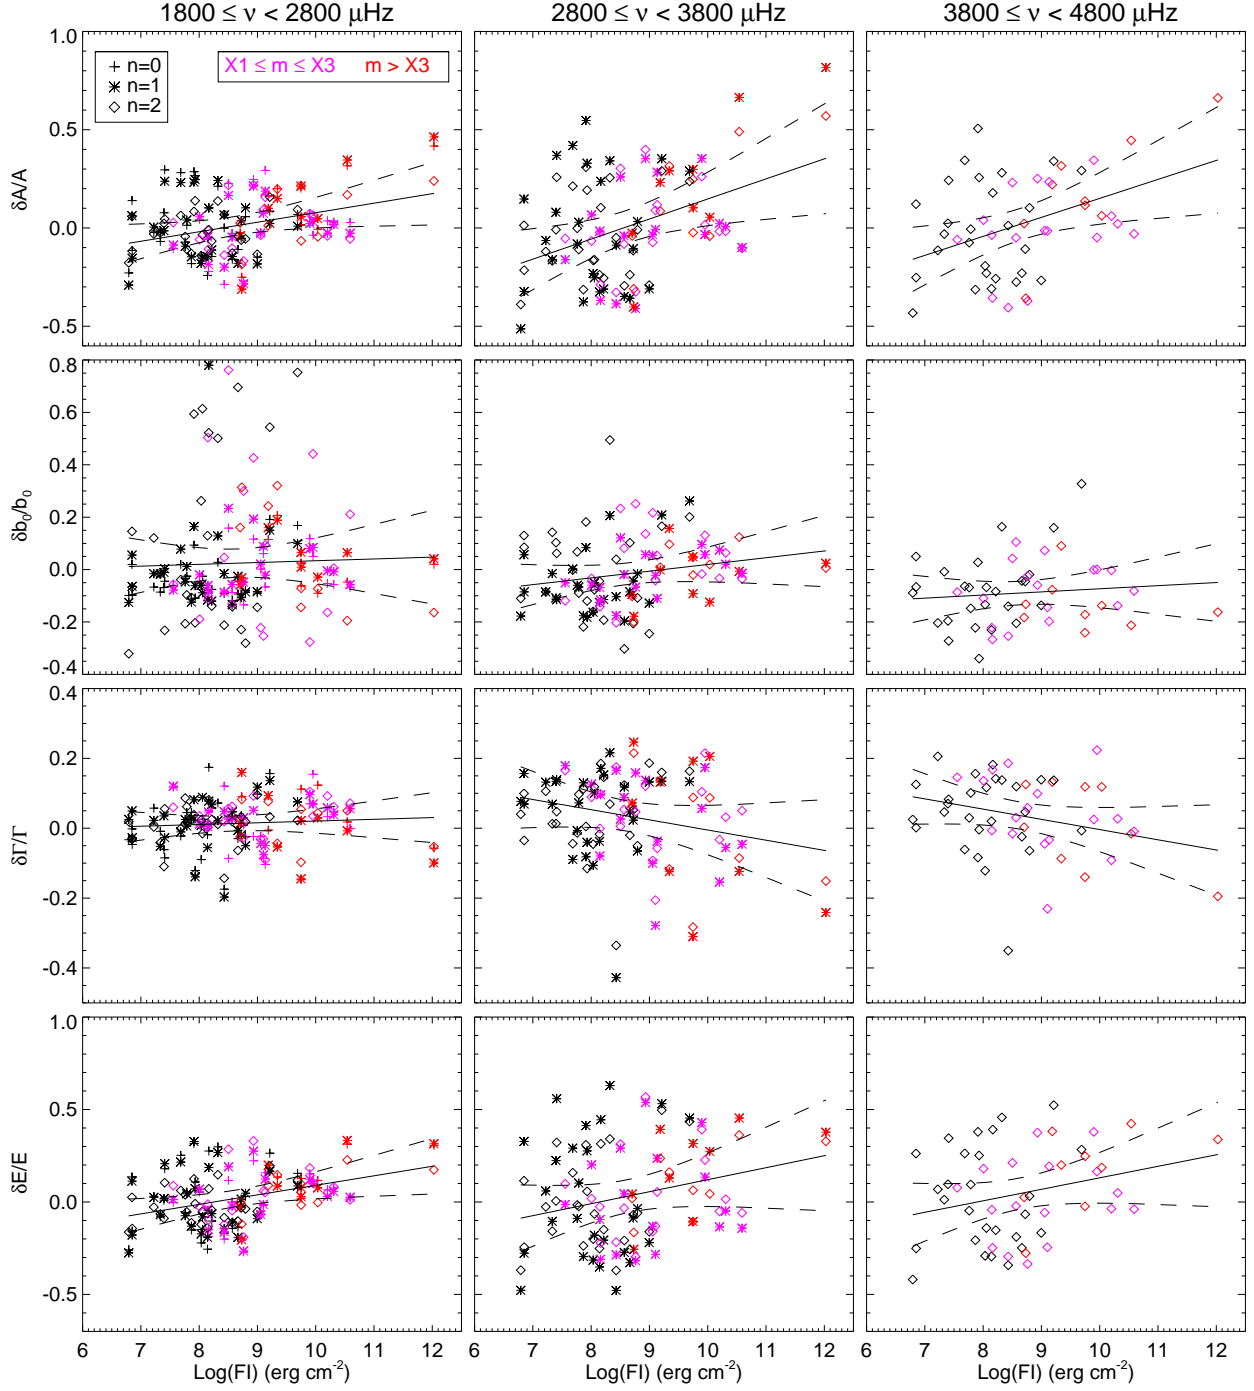 1800 ≤ ν < 2800 μHz
2800 ≤ ν < 3800 μHz
3800 ≤ ν < 4800 μHz
1.0
0.5
0.0
-0.5
δA/A
n=0
n=1
n=2
X1 ≤ m ≤ X3 m > X3
0.8
0.6
0.4
0.2
0.0
-0.2
-0.4
δb₀/b₀
0.4
0.2
0.0
-0.2
-0.4
δΓ/Γ
1.0
0.5
0.0
-0.5
δE/E
6 7 8 9 10 11 12
Log(FI) (erg cm⁻²)
6 7 8 9 10 11 12
Log(FI) (erg cm⁻²)
6 7 8 9 10 11 12
Log(FI) (erg cm⁻²)